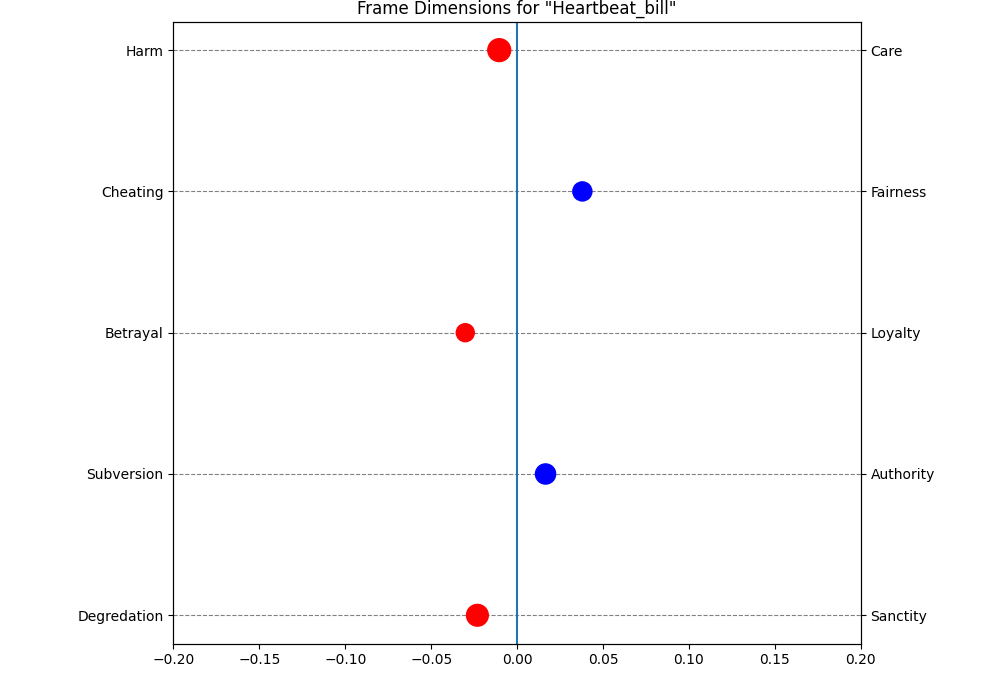 Frame Dimensions for "Heartbeat_bill"
Harm
Care
Cheating
Fairness
Betrayal
Loyalty
Subversion
Authority
Degredation
Sanctity
−0.20 −0.15 −0.10 −0.05 0.00 0.05 0.10 0.15 0.20